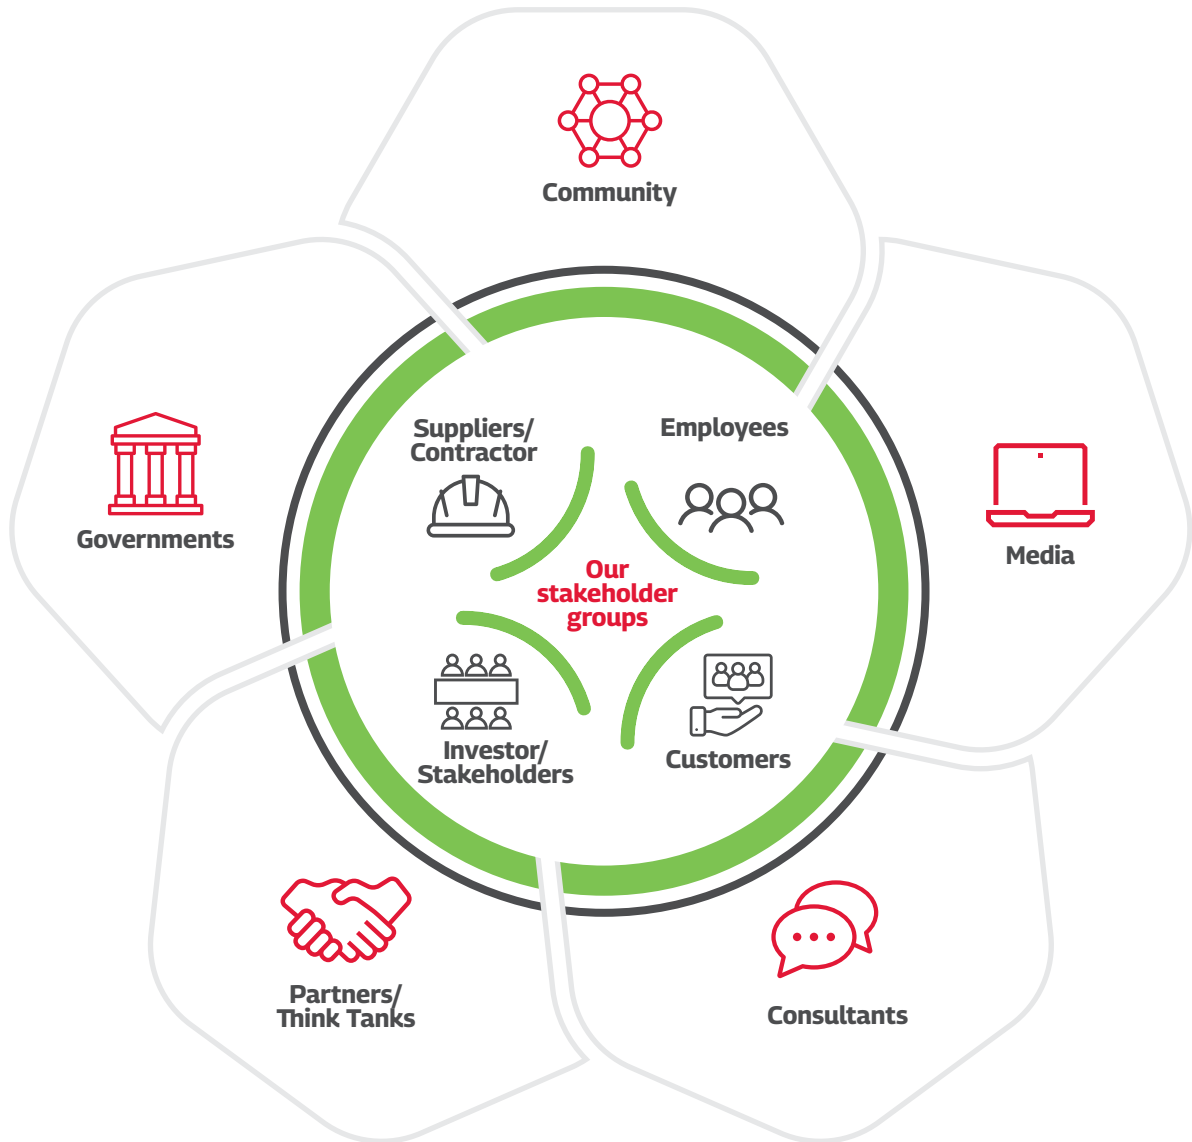 Community
Governments
Media
Suppliers/
Contractor
Employees
Our
stakeholder
groups
Investor/
Stakeholders
Customers
Partners/
Think Tanks
Consultants